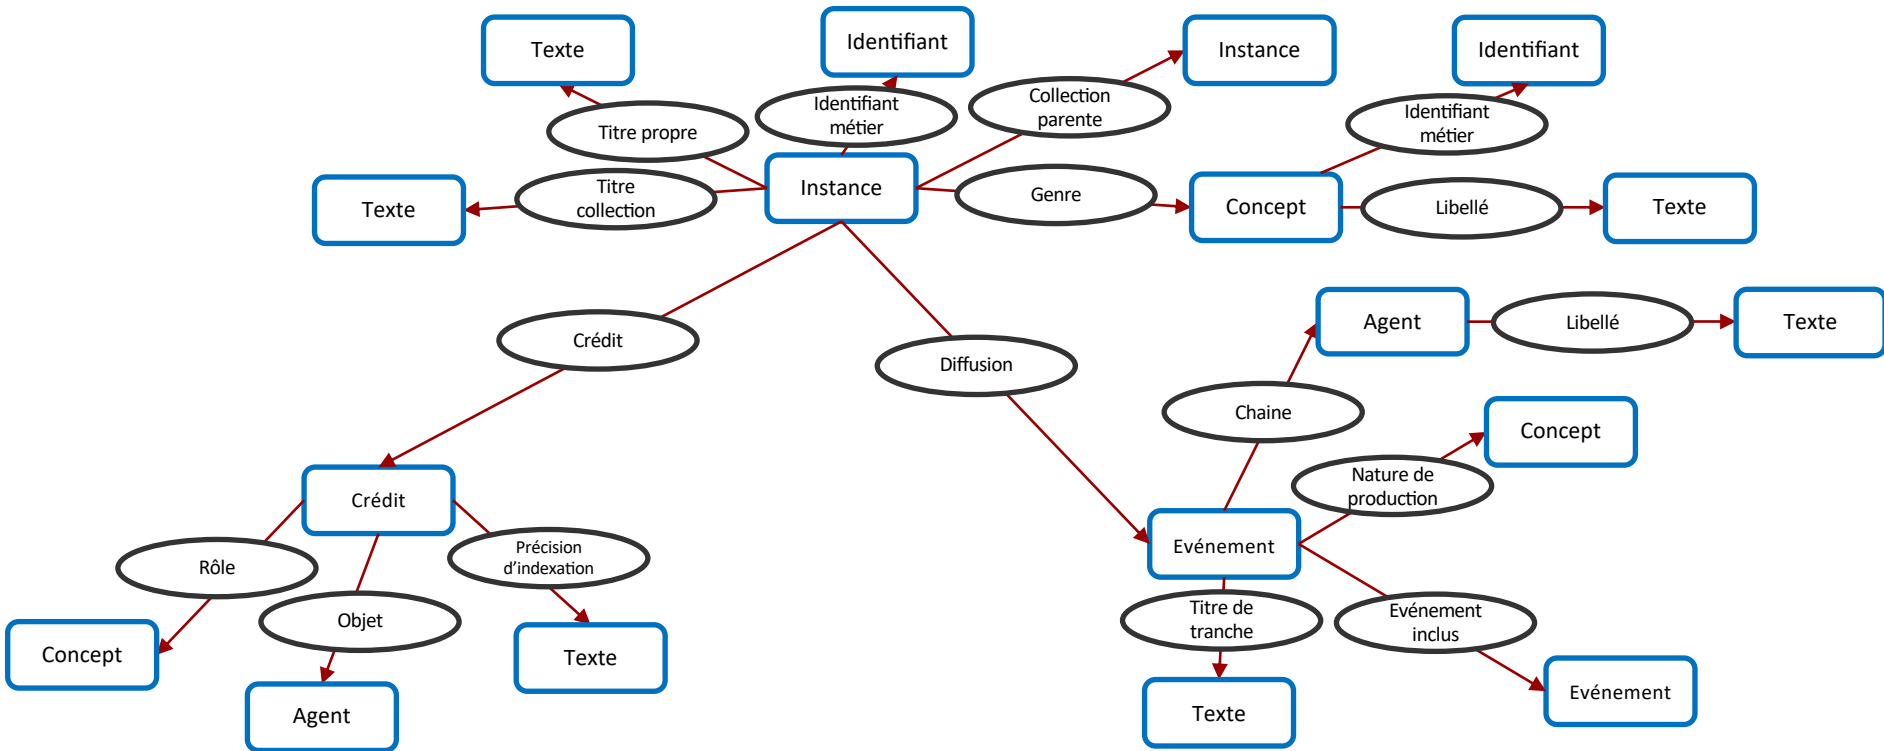 Texte
Identifiant
Instance
Identifiant
Titre propre
Identifiant
métier
Collection
parente
Identifiant
métier
Texte
Titre
collection
Instance
Genre
Concept
Libellé
Texte
Crédit
Diffusion
Agent
Libellé
Texte
Chaine
Concept
Nature de
production
Crédit
Evénement
Rôle
Objet
Précision
d'indexation
Titre de
tranche
Evénement
inclus
Concept
Agent
Texte
Texte
Evénement